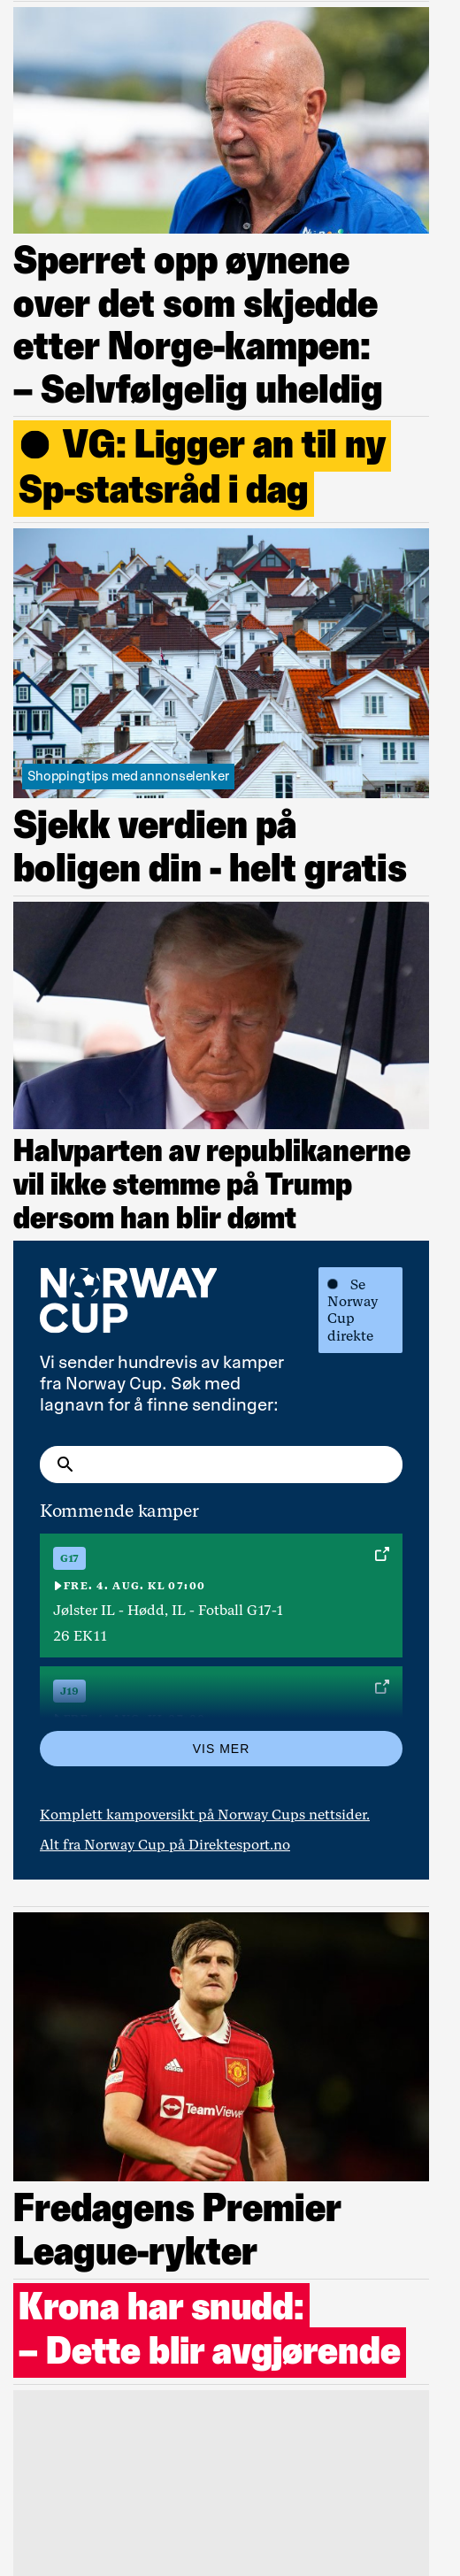 Sperret opp øynene
over det som skjedde
etter Norge-kampen:
– Selvfølgelig uheldig
VG: Ligger an til ny
Sp-statsråd i dag
Shoppingtips med annonselenker
Sjekk verdien på
boligen din - helt gratis
Halvparten av republikanerne
vil ikke stemme på Trump
dersom han blir dømt
NORWAY
CUP
Se
Norway
Cup
direkte
Vi sender hundrevis av kamper
fra Norway Cup. Søk med
lagnavn for å finne sendinger:
Kommende kamper
G17
FRE. 4. AUG. KL 07:00
Jølster IL - Hødd, IL - Fotball G17-1
26 EK11
J19
VIS MER
Komplett kampoversikt på Norway Cups nettsider.
Alt fra Norway Cup på Direktesport.no
adidas
TeamViewer
Fredagens Premier
League-rykter
Krona har snudd:
– Dette blir avgjørende